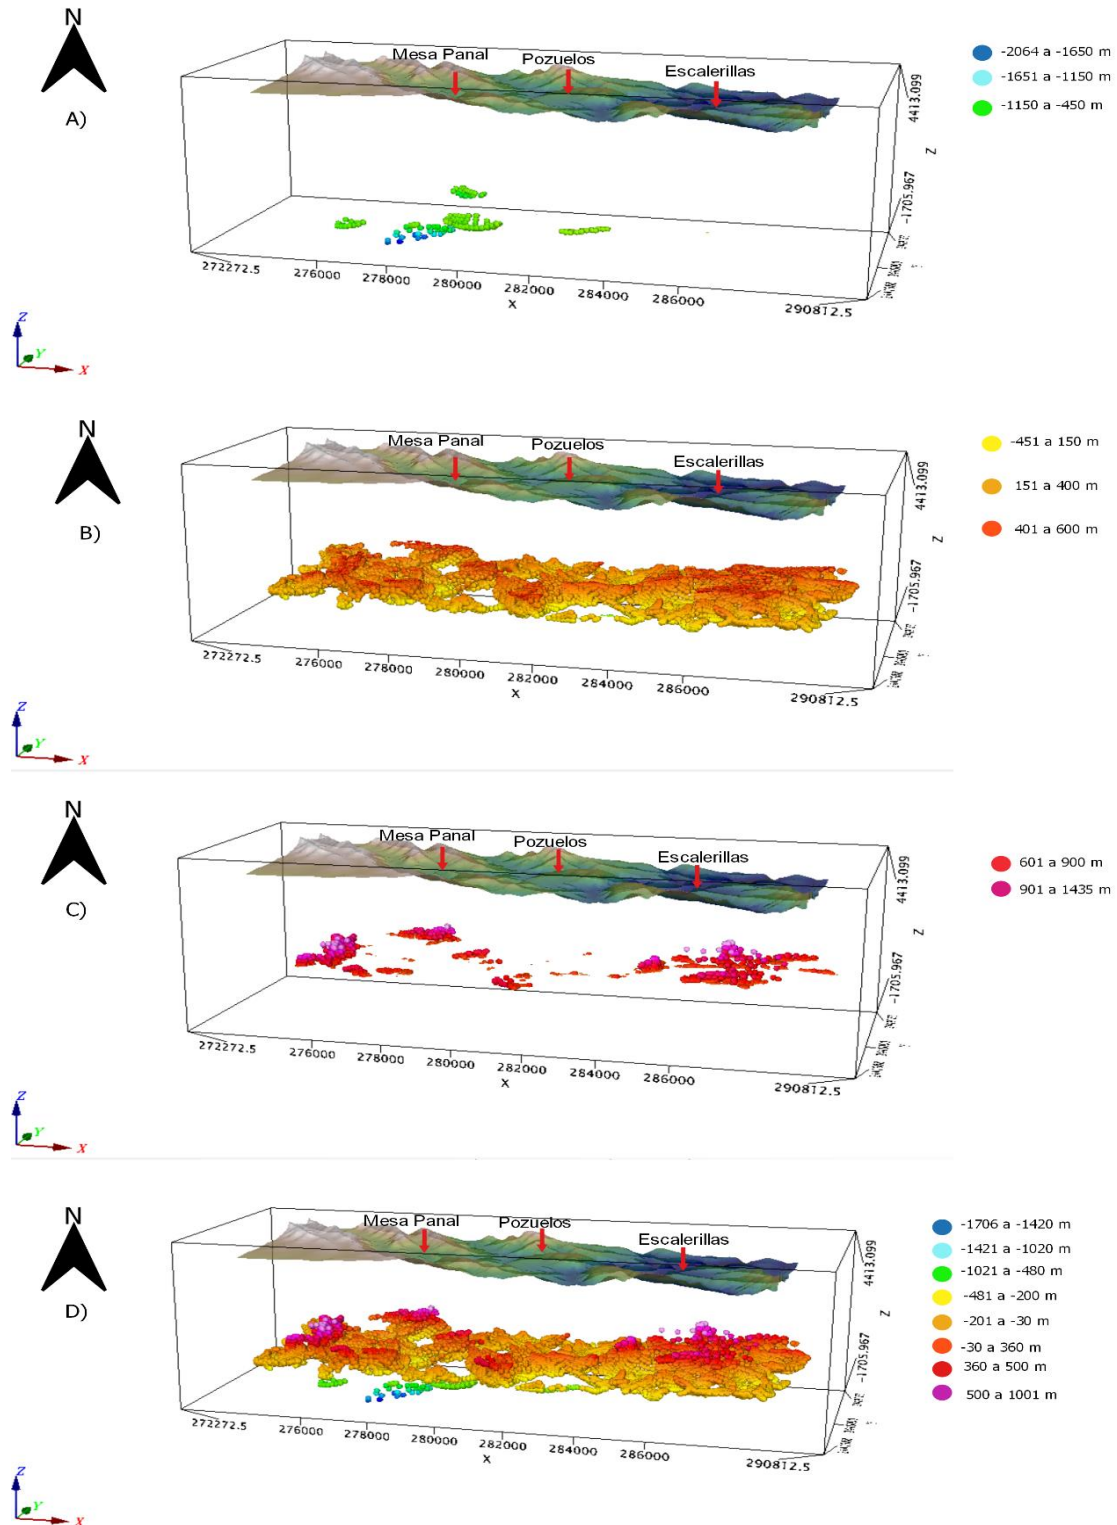 N
A)
Mesa Panal
Pozuelos
Escalerillas
-2064 a -1650 m
-1651 a -1150 m
-1150 a -450 m
4413.099
Z
-1705.967
272272.5
276000
278000
280000
282000
284000
286000
290812.5
X
Z
Y
X
N
B)
Mesa Panal
Pozuelos
Escalerillas
-451 a 150 m
151 a 400 m
401 a 600 m
4413.099
Z
-1705.967
272272.5
276000
278000
280000
282000
284000
286000
290812.5
X
Z
Y
X
N
C)
Mesa Panal
Pozuelos
Escalerillas
601 a 900 m
901 a 1435 m
4413.099
Z
-1705.967
272272.5
276000
278000
280000
282000
284000
286000
290812.5
X
Z
Y
X
N
D)
Mesa Panal
Pozuelos
Escalerillas
-1706 a -1420 m
-1421 a -1020 m
-1021 a -480 m
-481 a -200 m
-201 a -30 m
-30 a 360 m
360 a 500 m
500 a 1001 m
4413.099
Z
-1705.967
272272.5
276000
278000
280000
282000
284000
286000
290812.5
X
Z
Y
X